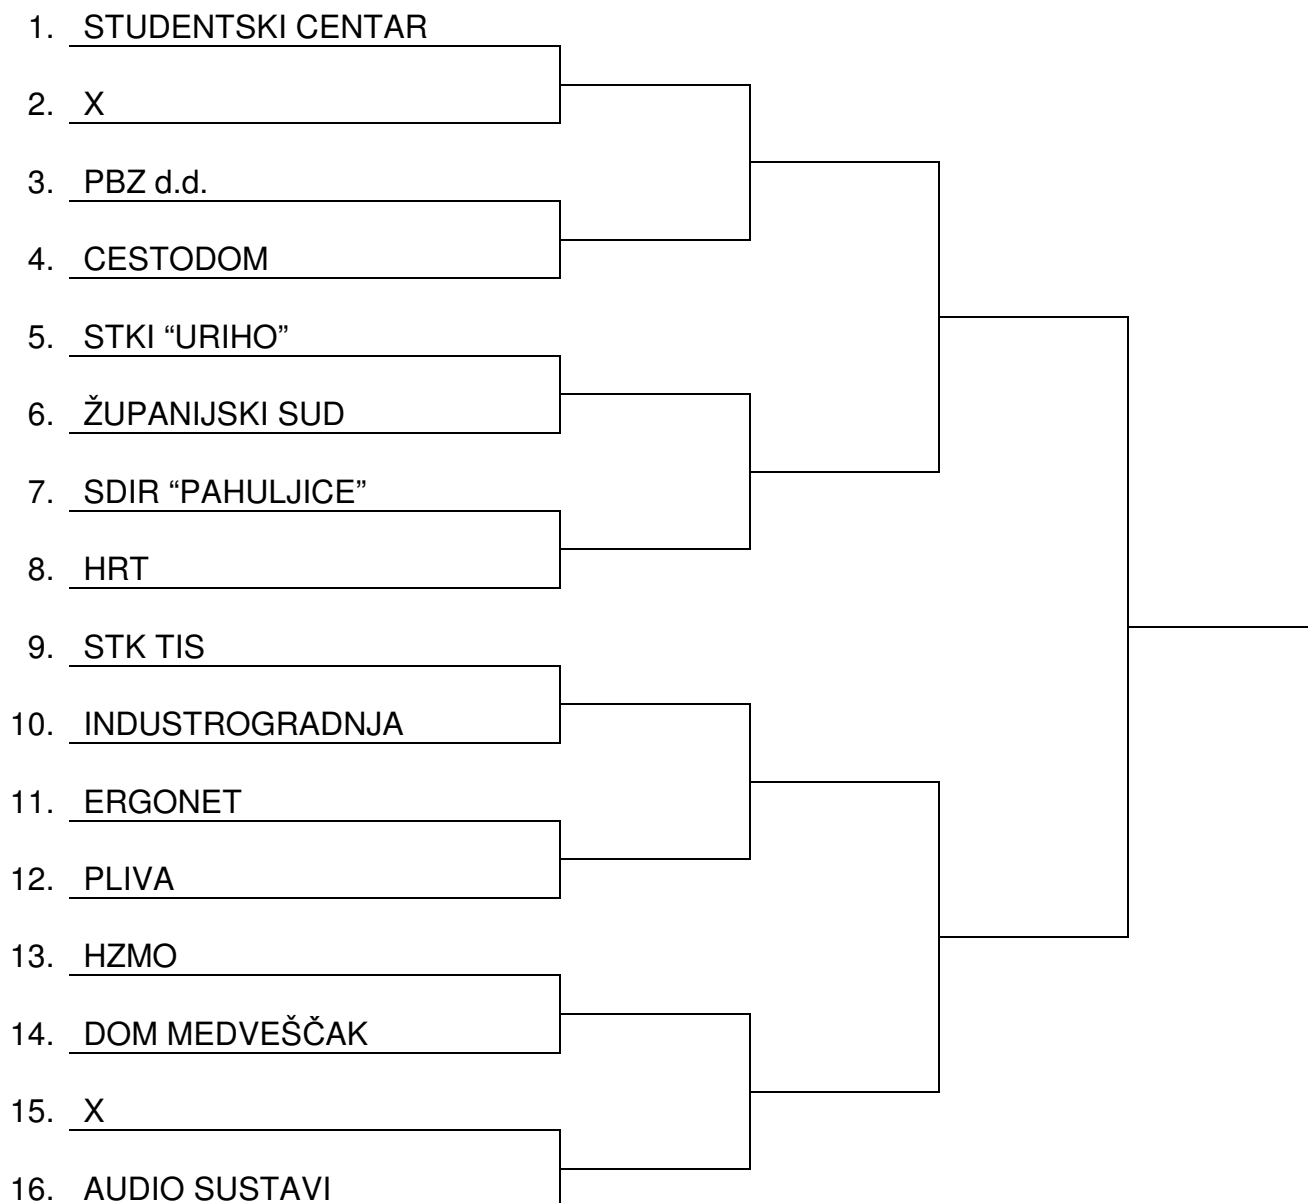 1. STUDENTSKI CENTAR
2. X
3. PBZ d.d.
4. CESTODOM
5. STKI “URIHO”
6. ŽUPANIJSKI SUD
7. SDIR “PAHULJICE”
8. HRT
9. STK TIS
10. INDUSTROGRADNJA
11. ERGONET
12. PLIVA
13. HZMO
14. DOM MEDVEŠČAK
15. X
16. AUDIO SUSTAVI